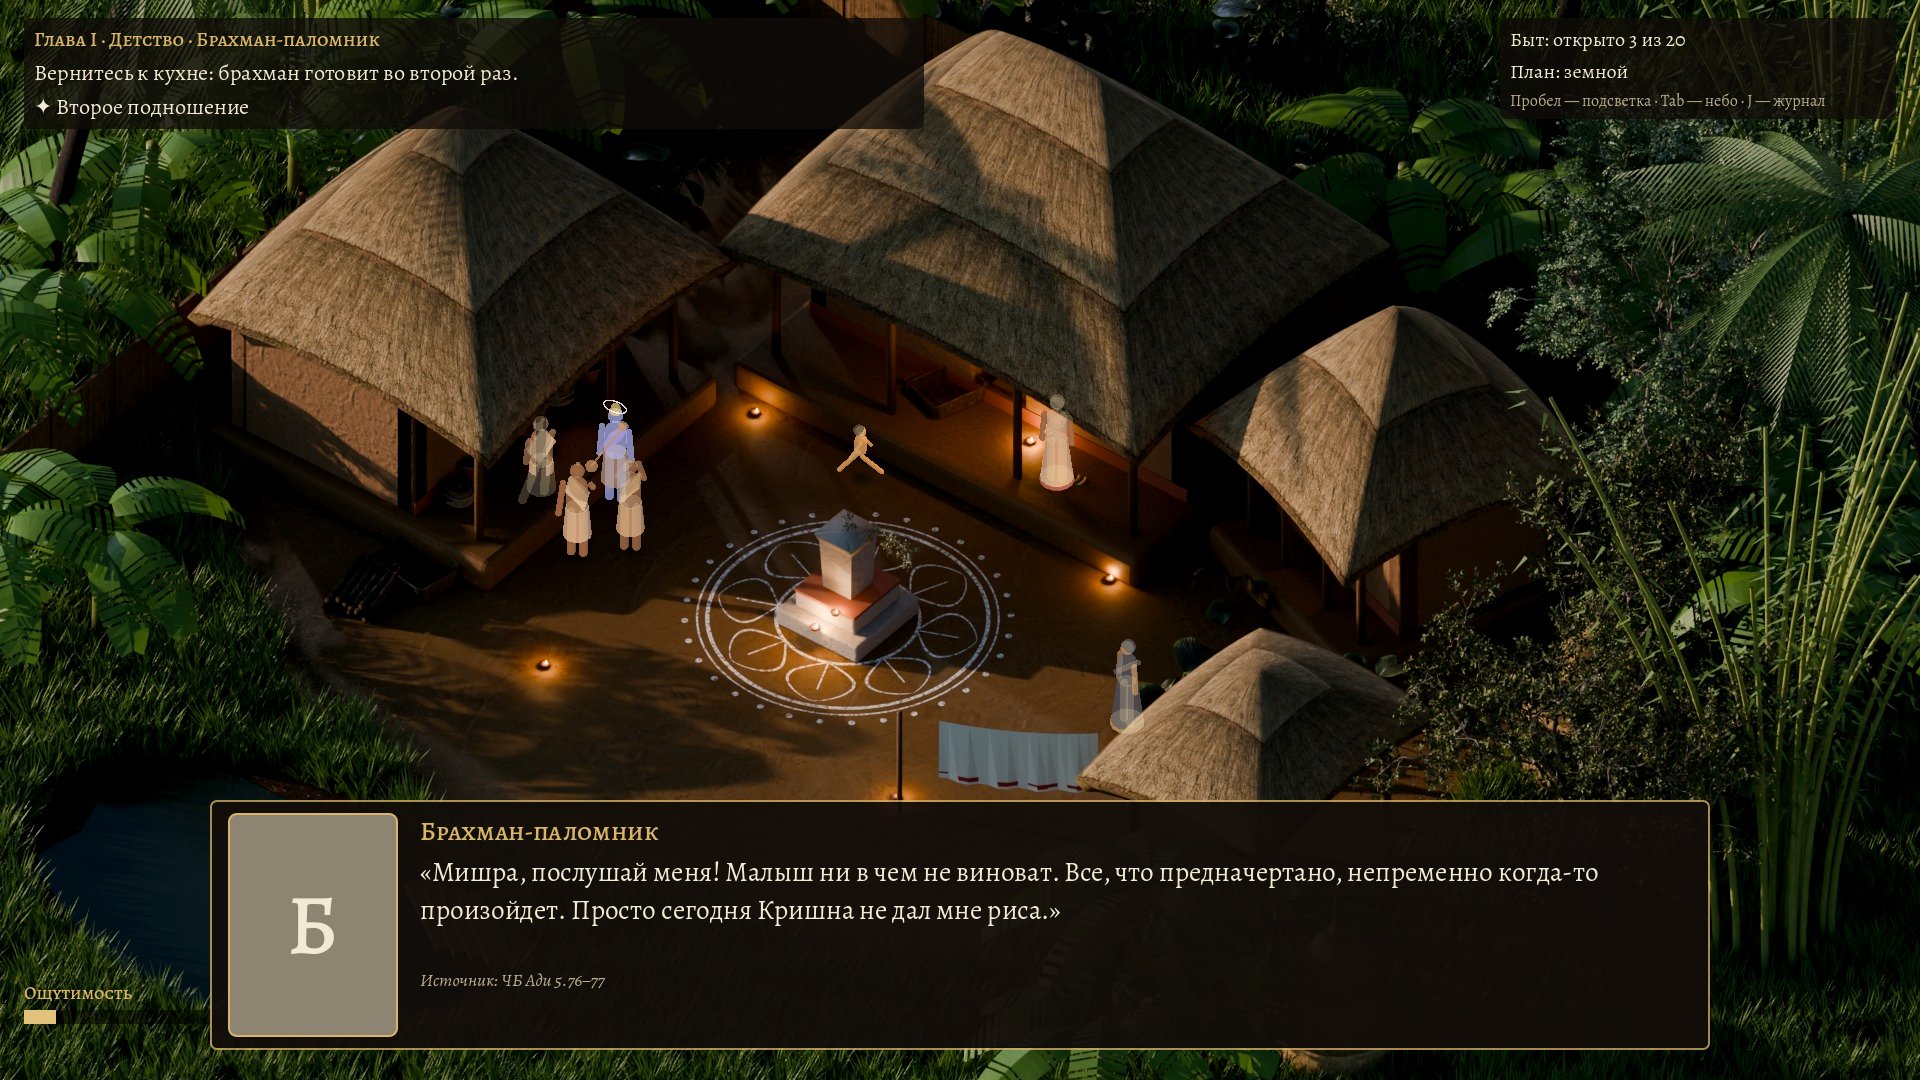 Глава I · Детство · Брахман-паломник
Вернитесь к кухне: брахман готовит во второй раз.
✦ Второе подношение
Быт: открыто 3 из 20
План: земной
Пробел — подсветка · Tab — небо · J — журнал
Б
Брахман-паломник
«Мишра, послушай меня! Малыш ни в чем не виноват. Все, что предначертано, непременно когда-то
произойдет. Просто сегодня Кришна не дал мне риса.»
Источник: ЧБ Ади 5.76–77
Ощутимость